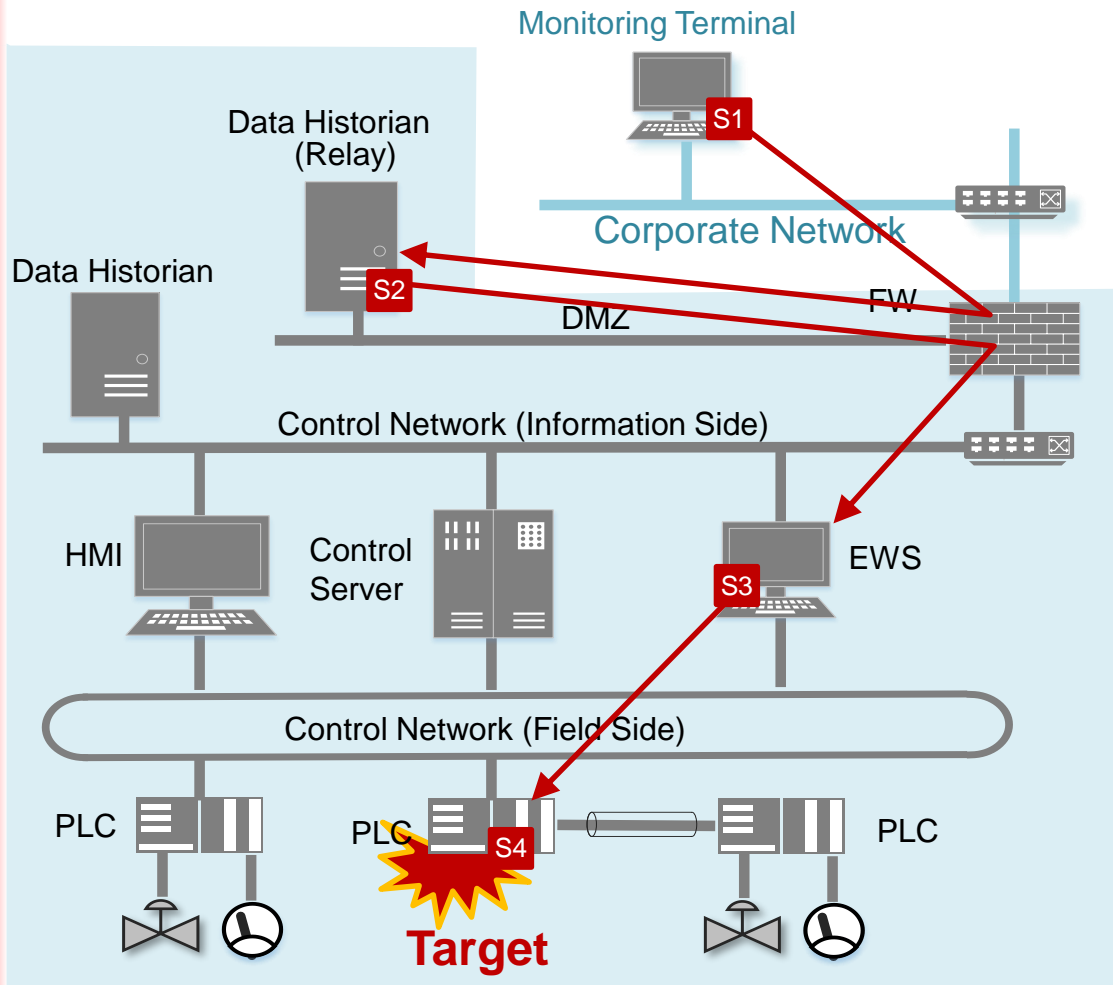 Monitoring Terminal
S1
Data Historian
(Relay)
Corporate Network
Data Historian
S2
FW
DMZ
Control Network (Information Side)
HMI
Control
Server
EWS
S3
Control Network (Field Side)
PLC
PLC
S4
PLC
Target